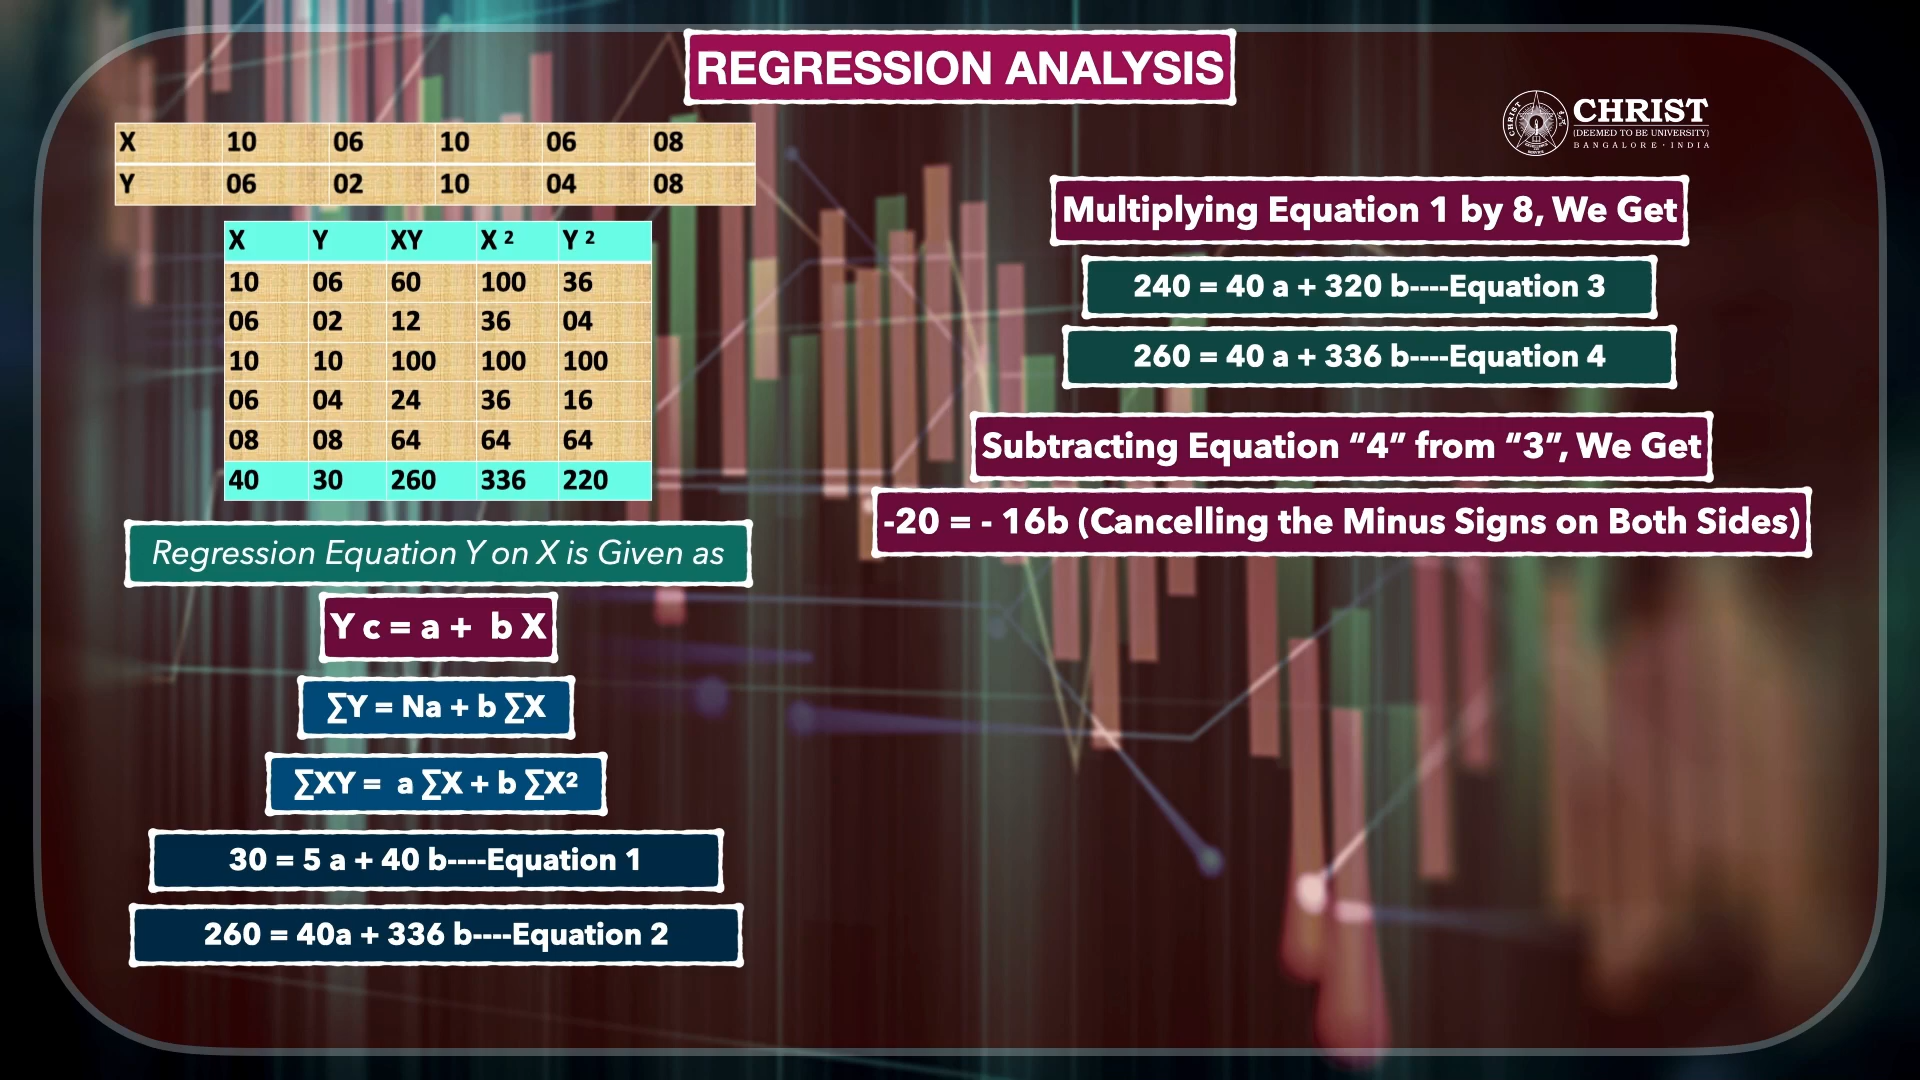 REGRESSION ANALYSIS
CHRIST
(DEEMED TO BE UNIVERSITY)
BANGALORE · INDIA
X 10 06 10 06 08
Y 06 02 10 04 08
X Y XY X ² Y ²
10 06 60 100 36
06 02 12 36 04
10 10 100 100 100
06 04 24 36 16
08 08 64 64 64
40 30 260 336 220
Regression Equation Y on X is Given as
Y c = a + b X
∑Y = Na + b ∑X
∑XY = a ∑X + b ∑X²
30 = 5 a + 40 b----Equation 1
260 = 40a + 336 b----Equation 2
Multiplying Equation 1 by 8, We Get
240 = 40 a + 320 b----Equation 3
260 = 40 a + 336 b----Equation 4
Subtracting Equation “4” from “3”, We Get
-20 = - 16b (Cancelling the Minus Signs on Both Sides)